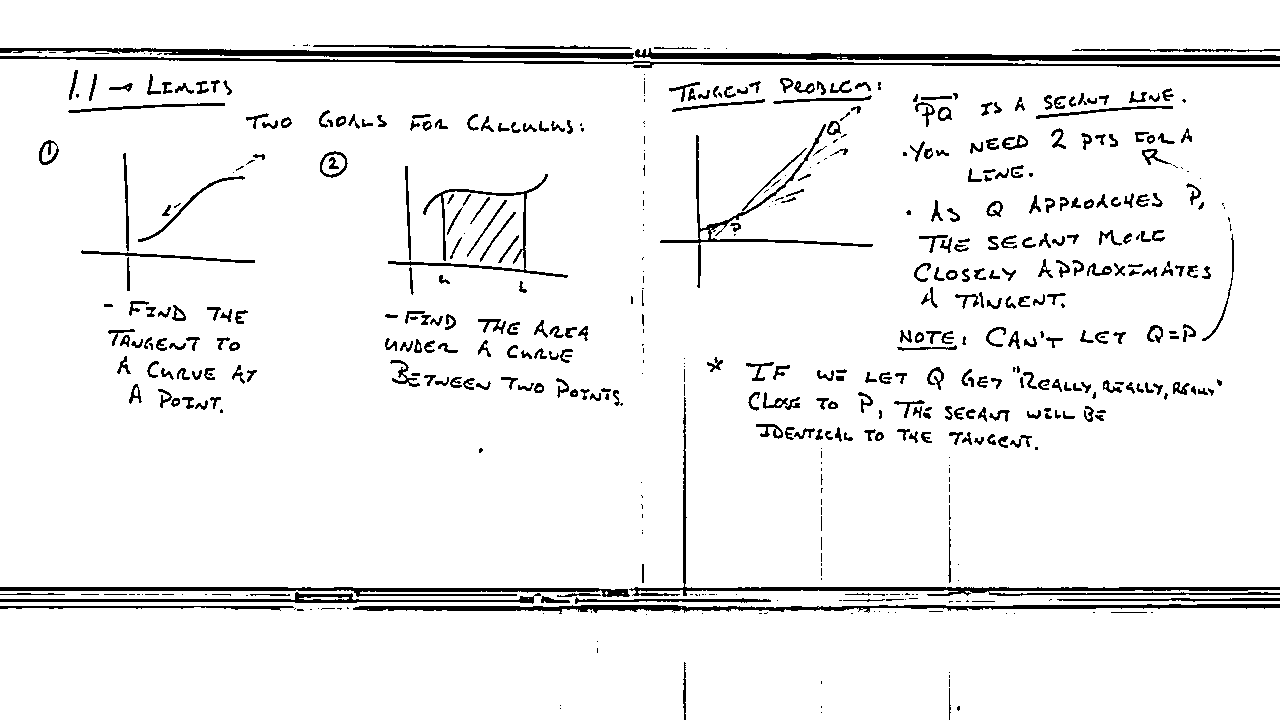 1.1 → LIMITS
TWO GOALS FOR CALCULUS:
①
②
a b
- FIND THE
TANGENT TO
A CURVE AT
A POINT.
- FIND THE AREA
UNDER A CURVE
BETWEEN TWO POINTS.
TANGENT PROBLEM:
Q
P
PQ IS A SECANT LINE.
• YOU NEED 2 PTS FOR A
LINE.
• AS Q APPROACHES P,
THE SECANT MORE
CLOSELY APPROXIMATES
A TANGENT.
NOTE: CAN'T LET Q=P
* IF WE LET Q GET "REALLY, REALLY, REALLY"
CLOSE TO P, THE SECANT WILL BE
IDENTICAL TO THE TANGENT.